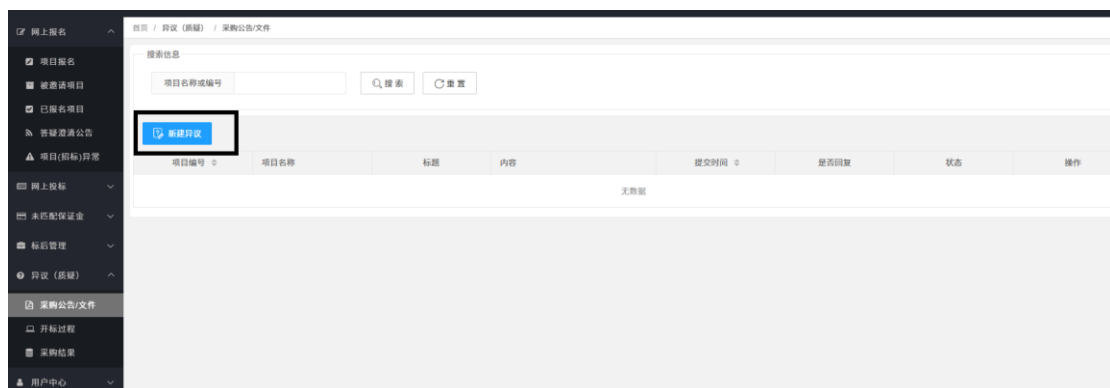 网上报名
项目报名
被邀请项目
已报名项目
答疑澄清公告
项目(招标)异常
网上投标
未匹配保证金
标后管理
异议（质疑）
采购公告/文件
开标过程
采购结果
用户中心
首页 / 异议（质疑） / 采购公告/文件
搜索信息
项目名称或编号 搜索 重置
新建异议
项目编号 项目名称 标题 内容 提交时间 是否回复 状态 操作
无数据